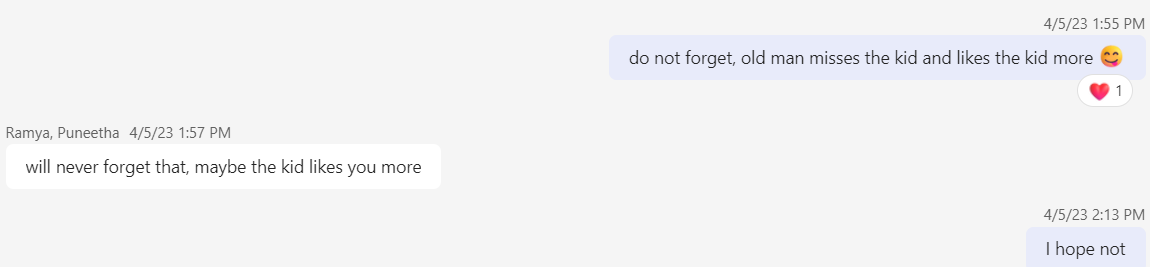 4/5/23 1:55 PM
do not forget, old man misses the kid and likes the kid more 😋
❤️ 1
Ramya, Puneetha 4/5/23 1:57 PM
will never forget that, maybe the kid likes you more
4/5/23 2:13 PM
I hope not